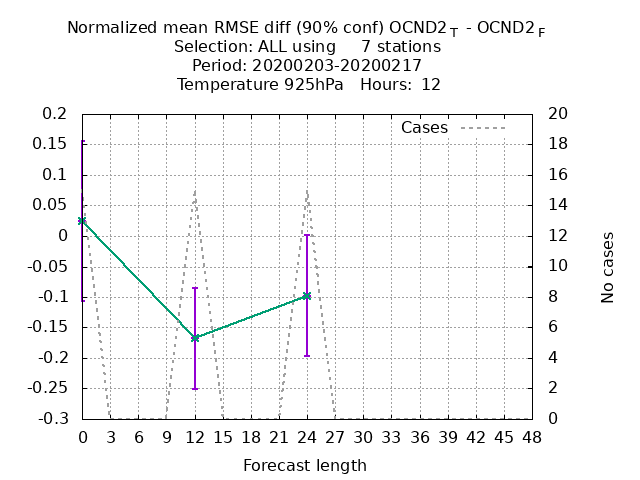 Normalized mean RMSE diff (90% conf) OCND2 T - OCND2 F
Selection: ALL using     7 stations
Period: 20200203-20200217
Temperature 925hPa   Hours:  12
Cases
0.2
0.15
0.1
0.05
0
-0.05
-0.1
-0.15
-0.2
-0.25
-0.3
20
18
16
14
12
10
8
6
4
2
0
No cases
0 3 6 9 12 15 18 21 24 27 30 33 36 39 42 45 48
Forecast length